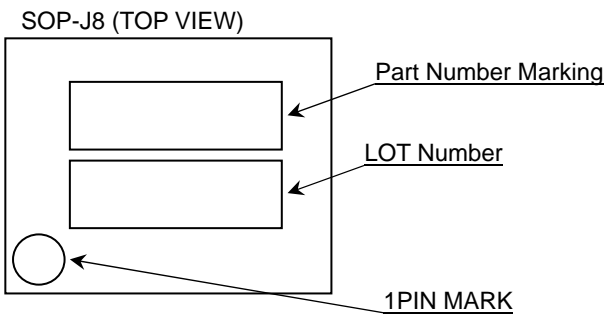 SOP-J8 (TOP VIEW)
Part Number Marking
LOT Number
1PIN MARK